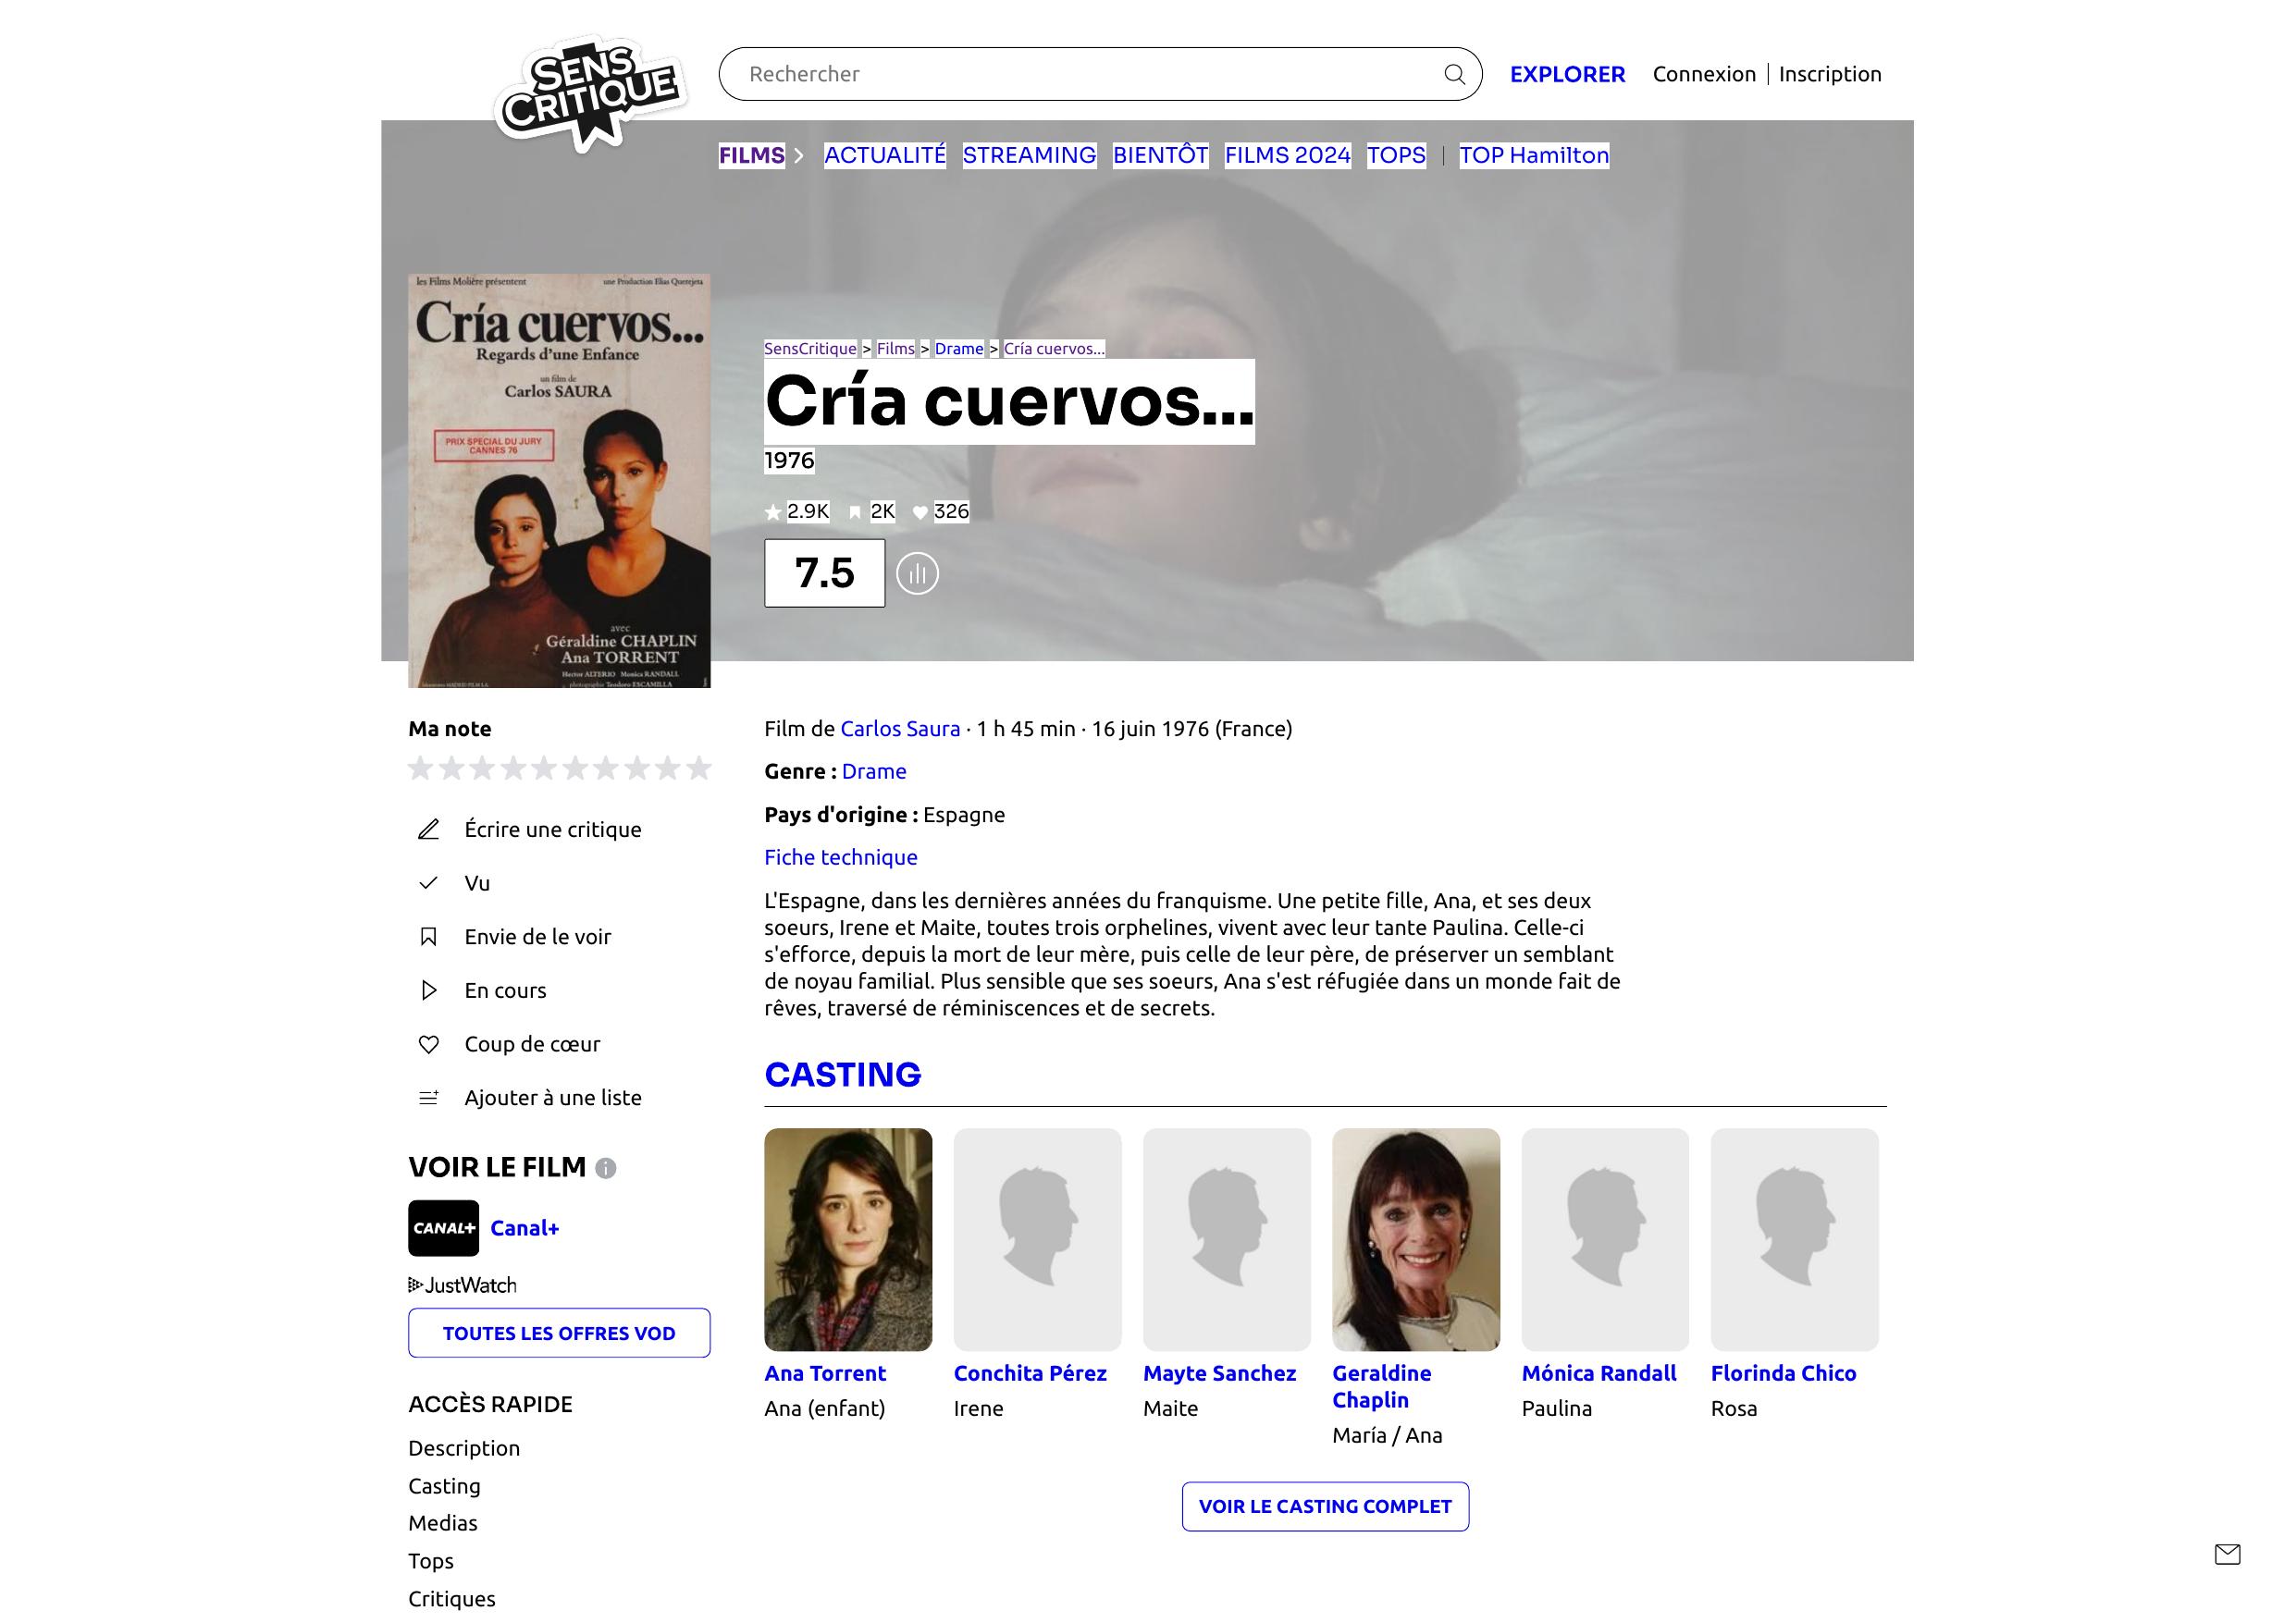 SENS CRITIQUE
Rechercher
EXPLORER
Connexion | Inscription
FILMS
ACTUALITÉ
STREAMING
BIENTÔT
FILMS 2024
TOPS
TOP Hamilton
les Films Molière présentent
une Production Elias Querejeta
Cría cuervos...
Regards d'une Enfance
un film de
Carlos SAURA
PRIX SPECIAL DU JURY
CANNES 76
avec
Géraldine CHAPLIN
Ana TORRENT
Hector ALTERIO Monica RANDALL
photographie Teodoro ESCAMILLA
SensCritique > Films > Drame > Cría cuervos...
Cría cuervos...
1976
2.9K 2K 326
7.5
Ma note
Écrire une critique
Vu
Envie de le voir
En cours
Coup de cœur
Ajouter à une liste
VOIR LE FILM
CANAL+ Canal+
JustWatch
TOUTES LES OFFRES VOD
ACCÈS RAPIDE
Description
Casting
Medias
Tops
Critiques
Film de Carlos Saura · 1 h 45 min · 16 juin 1976 (France)
Genre : Drame
Pays d'origine : Espagne
Fiche technique
L'Espagne, dans les dernières années du franquisme. Une petite fille, Ana, et ses deux
soeurs, Irene et Maite, toutes trois orphelines, vivent avec leur tante Paulina. Celle-ci
s'efforce, depuis la mort de leur mère, puis celle de leur père, de préserver un semblant
de noyau familial. Plus sensible que ses soeurs, Ana s'est réfugiée dans un monde fait de
rêves, traversé de réminiscences et de secrets.
CASTING
Ana Torrent
Ana (enfant)
Conchita Pérez
Irene
Mayte Sanchez
Maite
Geraldine
Chaplin
María / Ana
Mónica Randall
Paulina
Florinda Chico
Rosa
VOIR LE CASTING COMPLET